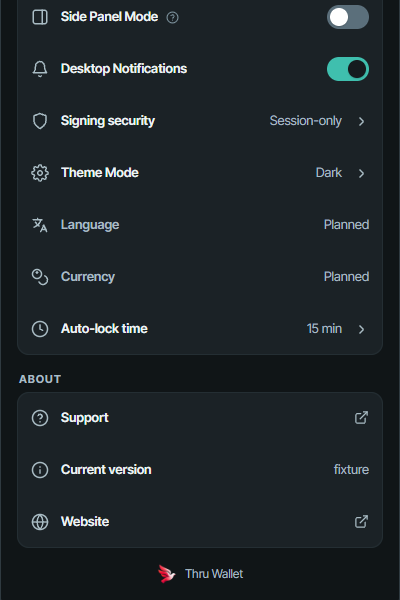 Side Panel Mode
Desktop Notifications
Signing security Session-only
Theme Mode Dark
Language Planned
Currency Planned
Auto-lock time 15 min
ABOUT
Support
Current version fixture
Website
Thru Wallet